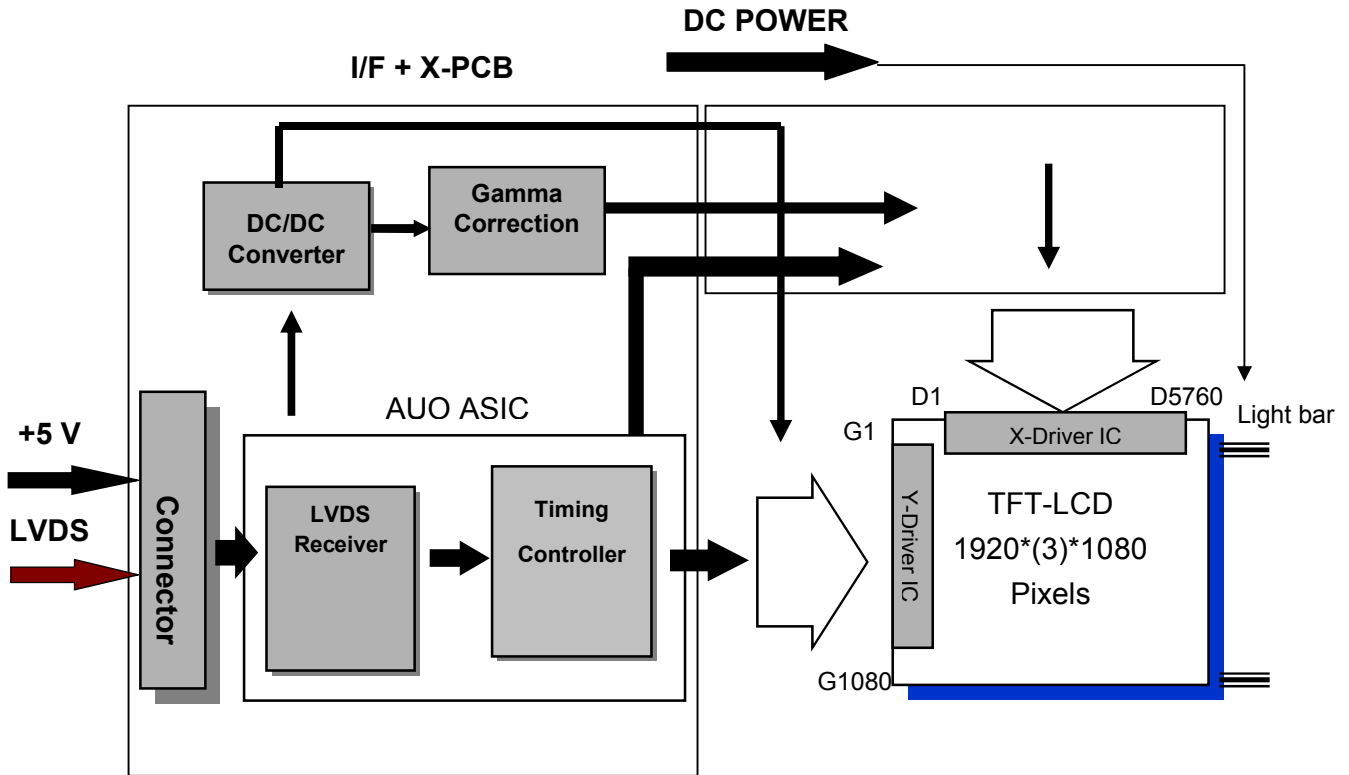 DC POWER
I/F + X-PCB
Gamma
Correction
DC/DC
Converter
AUO ASIC
+5 V
LVDS
Connector
LVDS
Receiver
Timing
Controller
D1
D5760
Light bar
G1
X-Driver IC
Y-Driver IC
TFT-LCD
1920*(3)*1080
Pixels
G1080